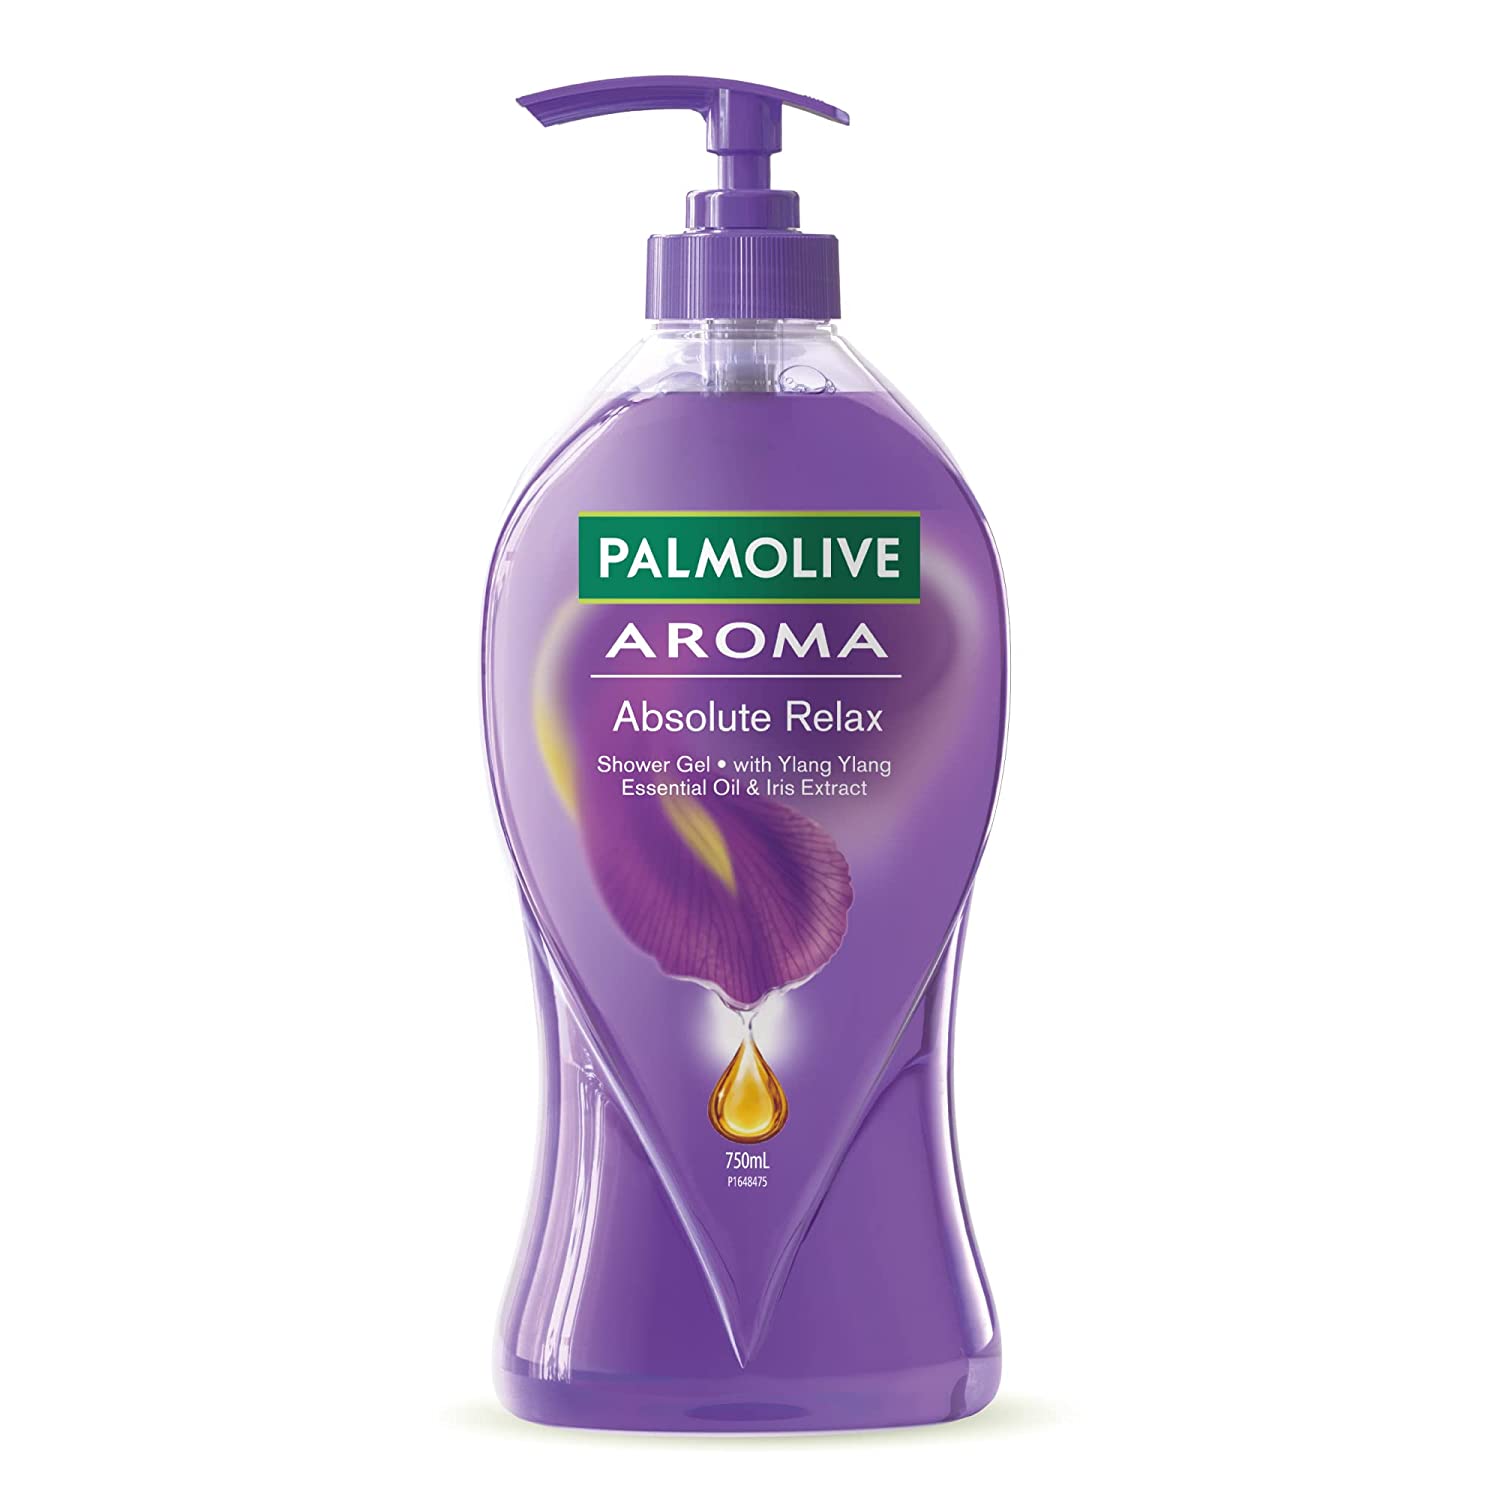 PALMOLIVE
AROMA
Absolute Relax
Shower Gel • with Ylang Ylang
Essential Oil & Iris Extract
750mL
P1648475